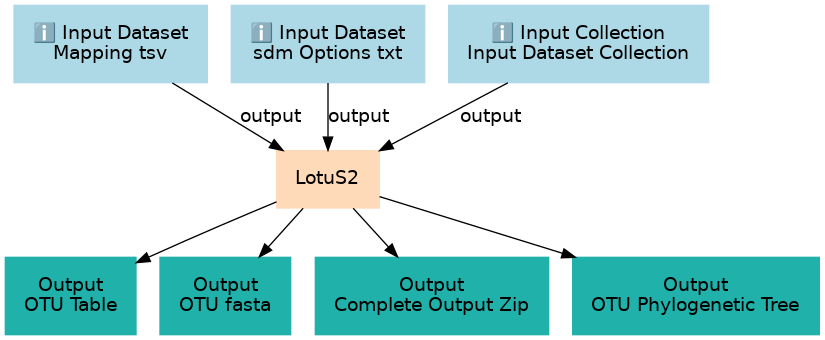 ℹ️ Input Dataset
Mapping tsv
ℹ️ Input Dataset
sdm Options txt
ℹ️ Input Collection
Input Dataset Collection
output
output
output
LotuS2
Output
OTU Table
Output
OTU fasta
Output
Complete Output Zip
Output
OTU Phylogenetic Tree